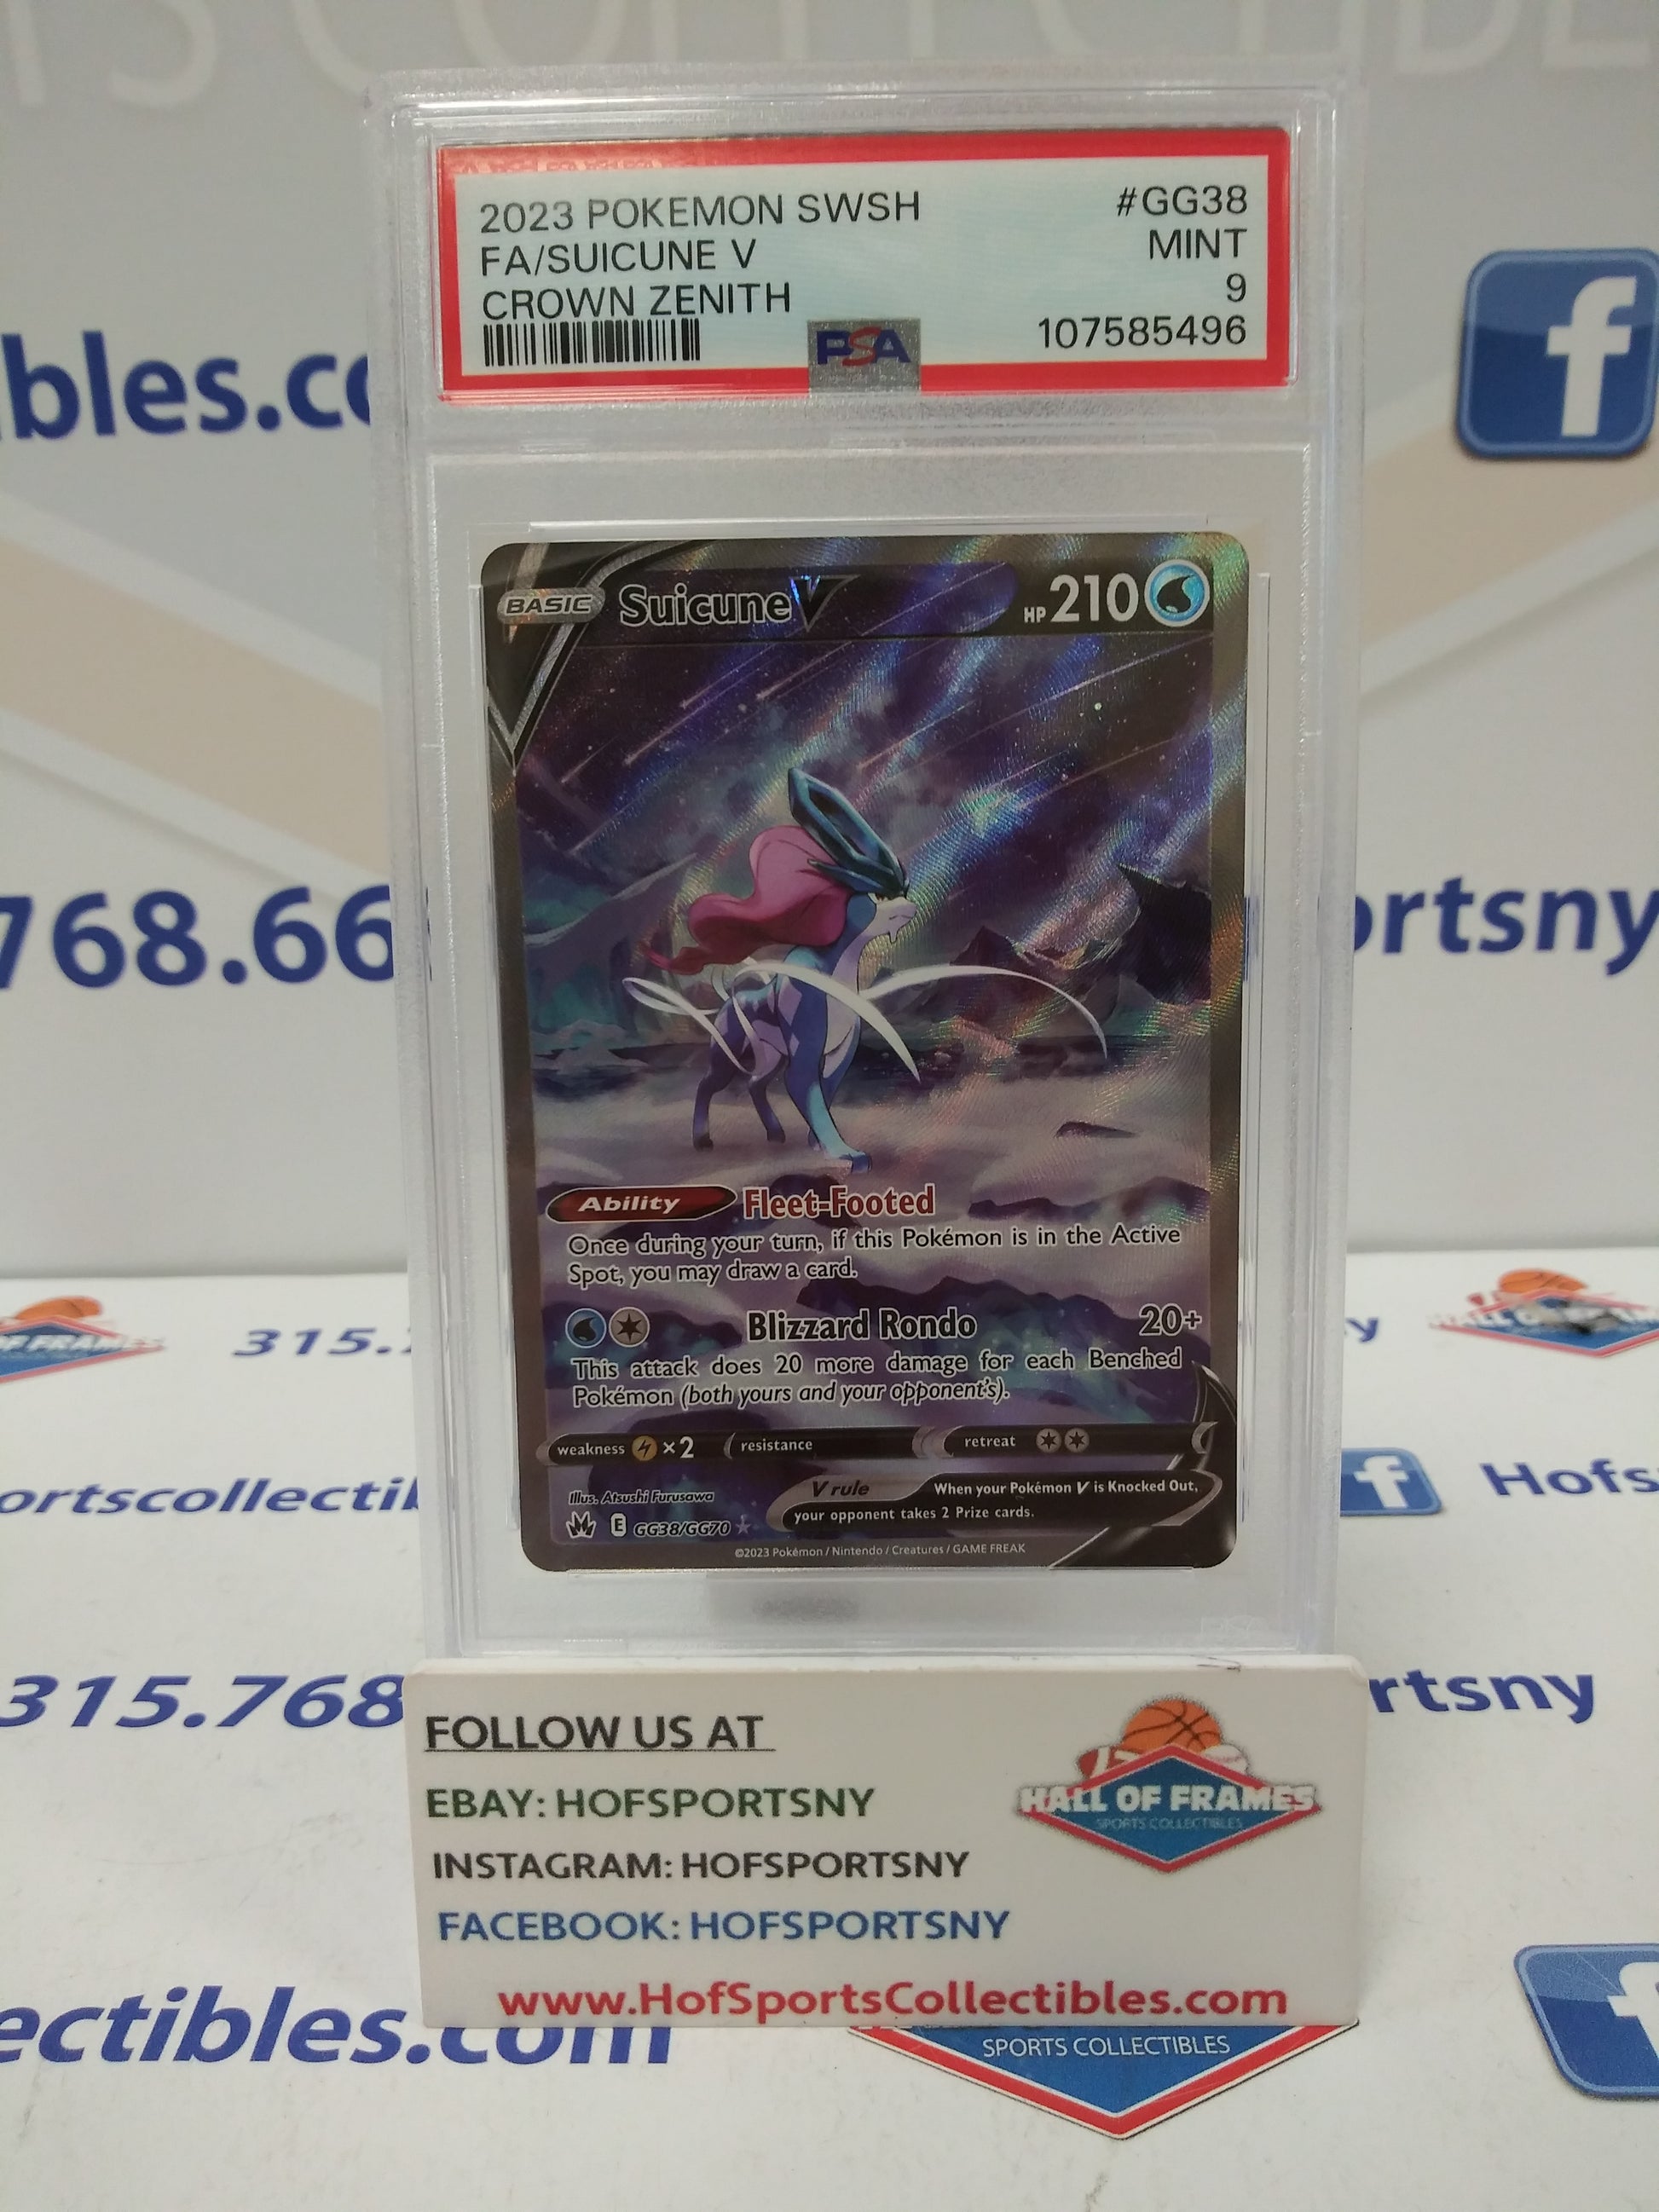 2023 POKEMON SWSH #GG38
FA/SUICUNE V MINT
CROWN ZENITH 9
PSA 107585496
bles.co
768.66
ortsny
BASIC Suicune V HP 210
Ability Fleet-Footed
Once during your turn, if this Pokémon is in the Active
Spot, you may draw a card.
Blizzard Rondo 20+
This attack does 20 more damage for each Benched
Pokémon (both yours and your opponent's).
weakness ×2 resistance retreat
V rule When your Pokémon V is Knocked Out,
your opponent takes 2 Prize cards.
Illus. Atsushi Furusawa
E GG38/GG70
©2023 Pokémon / Nintendo / Creatures / GAME FREAK
315.7
ortscollectibl
Hofs
315.768
rtsny
FOLLOW US AT
EBAY: HOFSPORTSNY
INSTAGRAM: HOFSPORTSNY
FACEBOOK: HOFSPORTSNY
www.HofSportsCollectibles.com
HALL OF FRAMES
SPORTS COLLECTIBLES
ectibles.com
SPORTS COLLECTIBLES